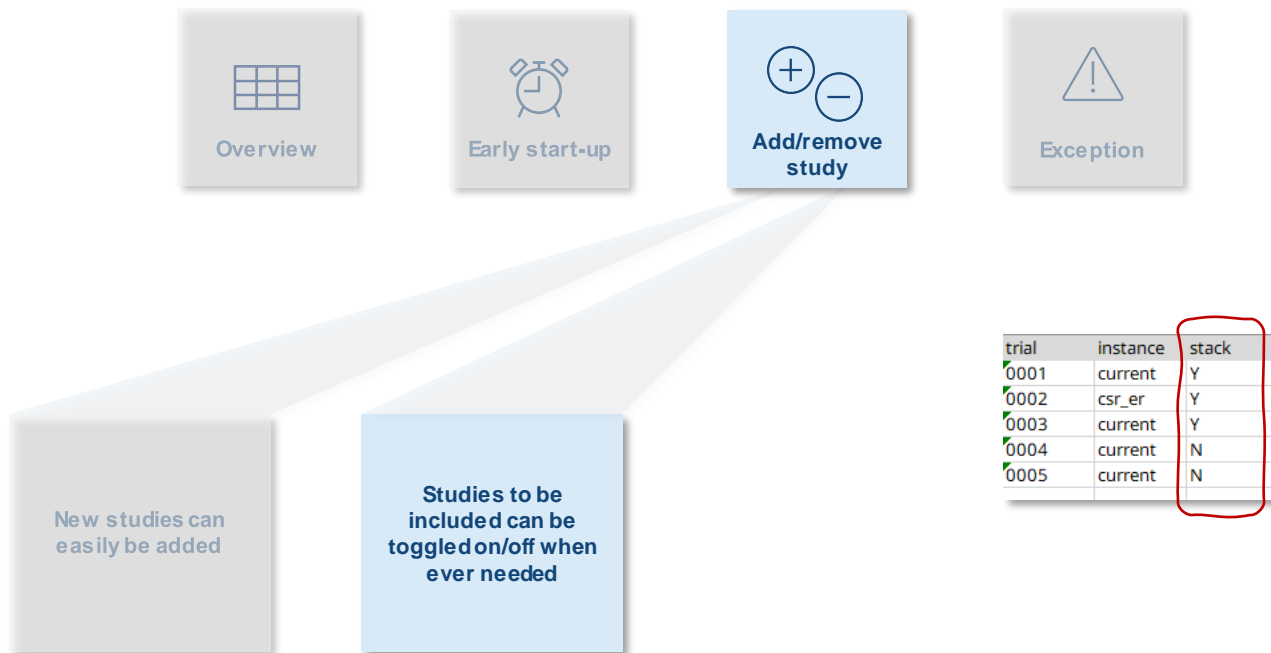 Overview
Early start-up
Add/remove
study
Exception
trial instance stack
0001 current Y
0002 csr_er Y
0003 current Y
0004 current N
0005 current N
New studies can
easily be added
Studies to be
included can be
toggled on/off when
ever needed